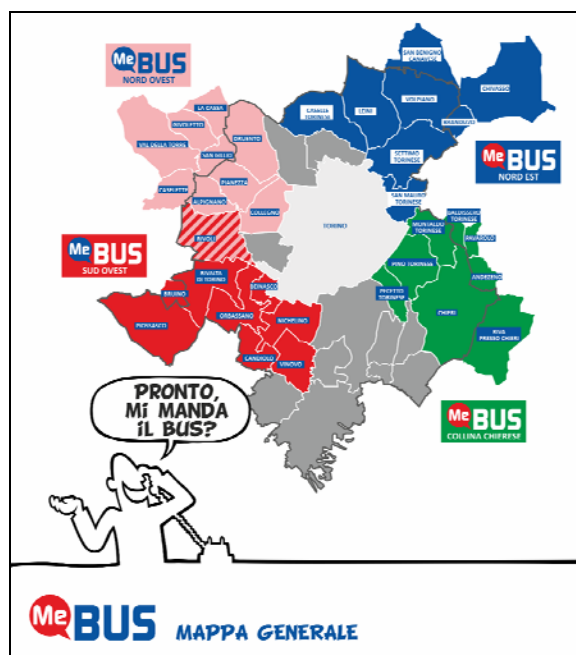 MeBUS
NORD OVEST
SAN BENIGNO
CANAVESE
CHIVASSO
LA CASSA
CASELLE
TORINESE
LEINI
VOLPIANO
RIVOLETO
DRUENTO
BRANDIZZO
VAL DELLA TORRE
SAN GILLIO
SETTIMO
TORINESE
MeBUS
NORD EST
CASELETTE
PIANEZZA
ALPIGNANO
SAN MAURO
TORINESE
COLLEGNO
BALDISSERO
TORINESE
TORINO
MONTALDO
TORINESE
RIVOLI
PAVAROLO
MeBUS
SUD OVEST
PINO TORINESE
ANDEZENO
RIVALTA
DI TORINO
BEINASCO
BRUINO
PECETTO
TORINESE
CHIERI
ORBASSANO
NICHELINO
PIOSSASCO
RIVA
PRESSO CHIERI
CANDIOLO
VINOVO
PRONTO,
MI MANDA
IL BUS?
MeBUS
COLLINA CHIERESE
MeBUS MAPPA GENERALE